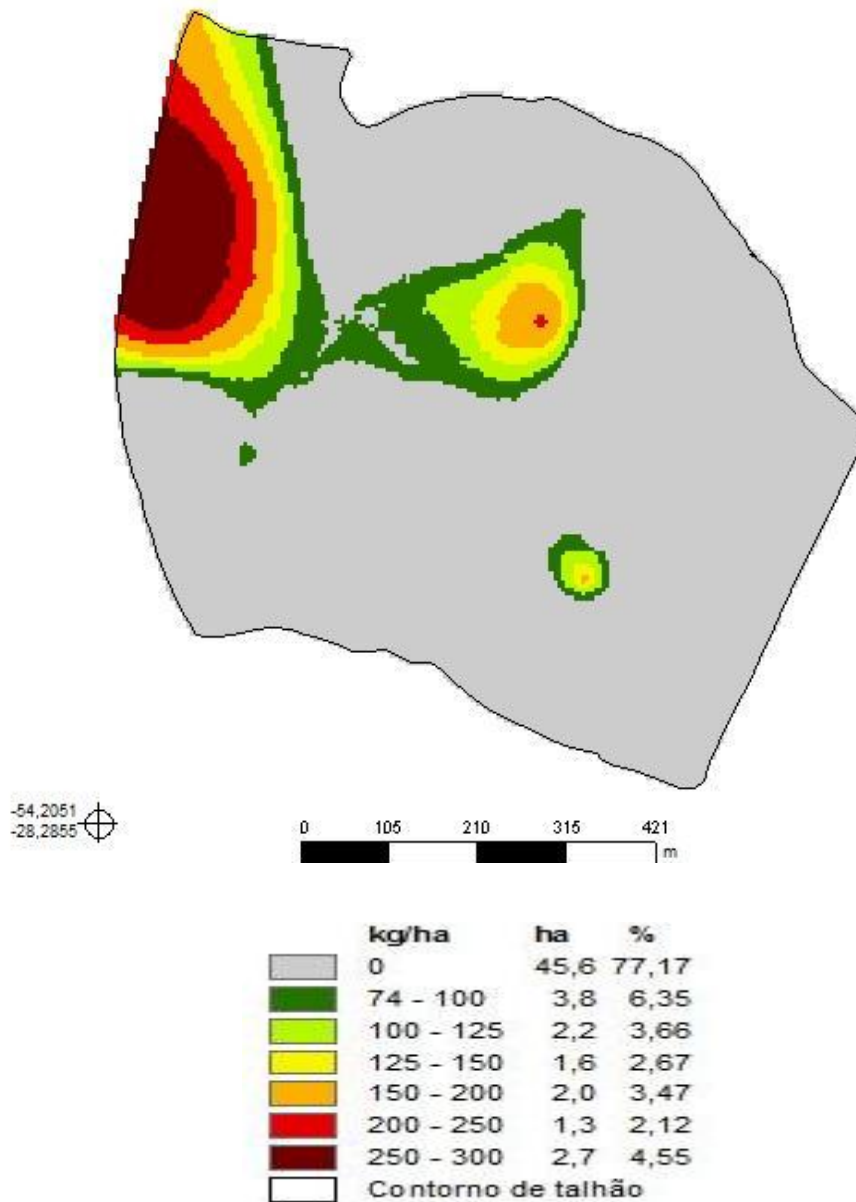 -54,2051
-28,2855
0 105 210 315 421
m
kg/ha ha %
0 45,6 77,17
74 - 100 3,8 6,35
100 - 125 2,2 3,66
125 - 150 1,6 2,67
150 - 200 2,0 3,47
200 - 250 1,3 2,12
250 - 300 2,7 4,55
Contorno de talhão